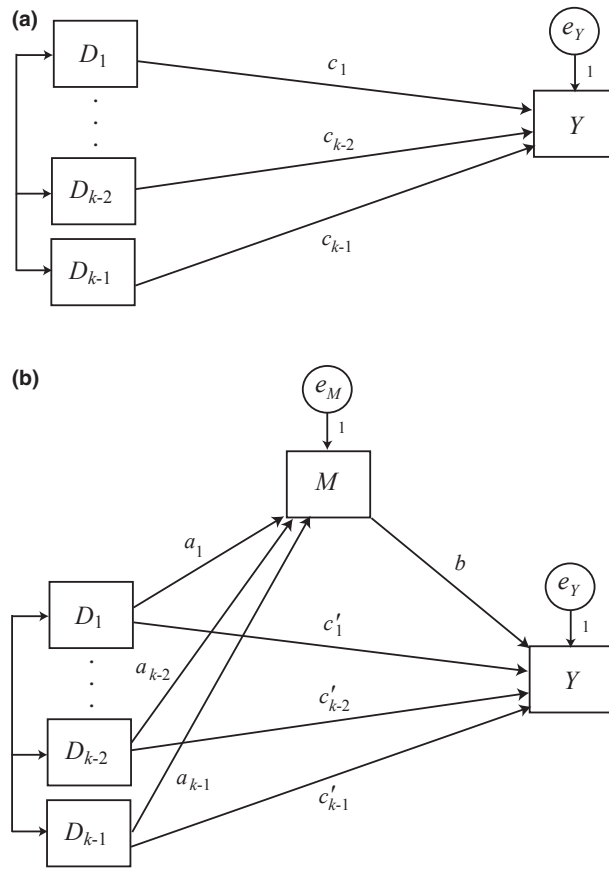 (a)
e_Y
1
D_1
c_1
Y
. . .
c_{k-2}
D_{k-2}
c_{k-1}
D_{k-1}
(b)
e_M
1
M
a_1
b
e_Y
1
D_1
c'_1
Y
. . .
a_{k-2}
c'_{k-2}
D_{k-2}
a_{k-1}
c'_{k-1}
D_{k-1}